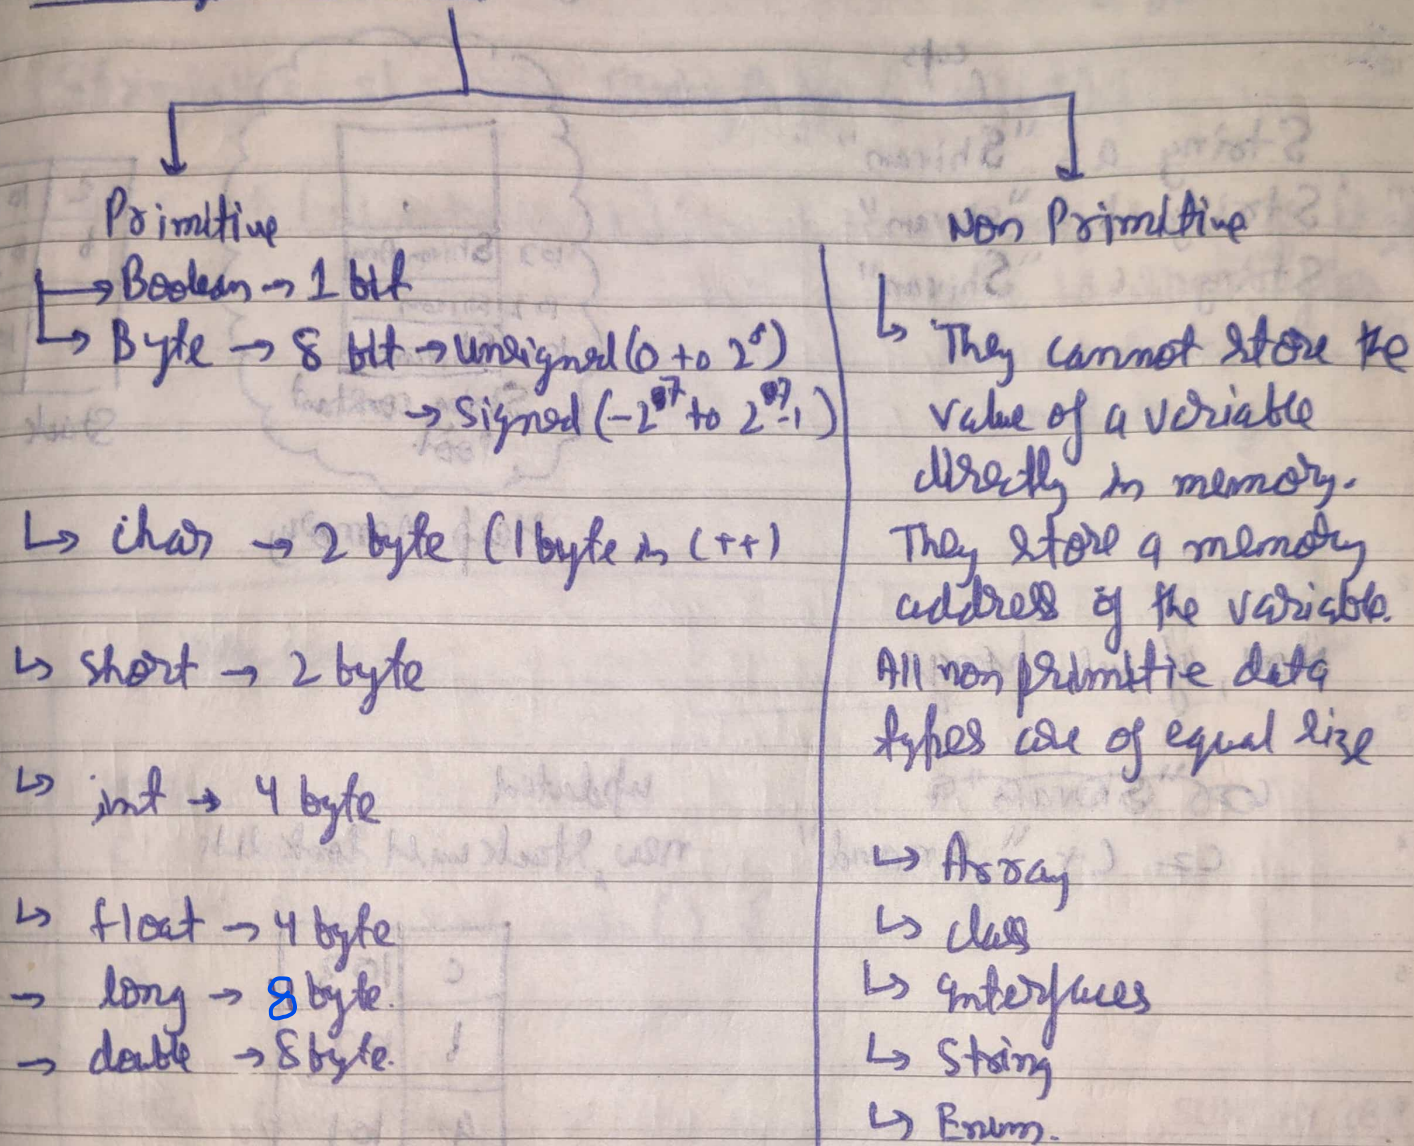 Primitive
→ Boolean → 1 bit
↳ Byte → 8 bit → unsigned (0 to 2⁸)
→ Signed (-2⁷ to 2⁷-1)
↳ char → 2 byte (1 byte in C++)
↳ short → 2 byte
↳ int → 4 byte
↳ float → 4 byte
→ long → 8 byte.
→ double → 8 byte.
Non Primitive
↳ They cannot store the
value of a variable
directly in memory.
They store a memory
address of the variable.
All non primitie data
types are of equal size
↳ Array
↳ class
↳ Interfaces
↳ String
↳ Enum.